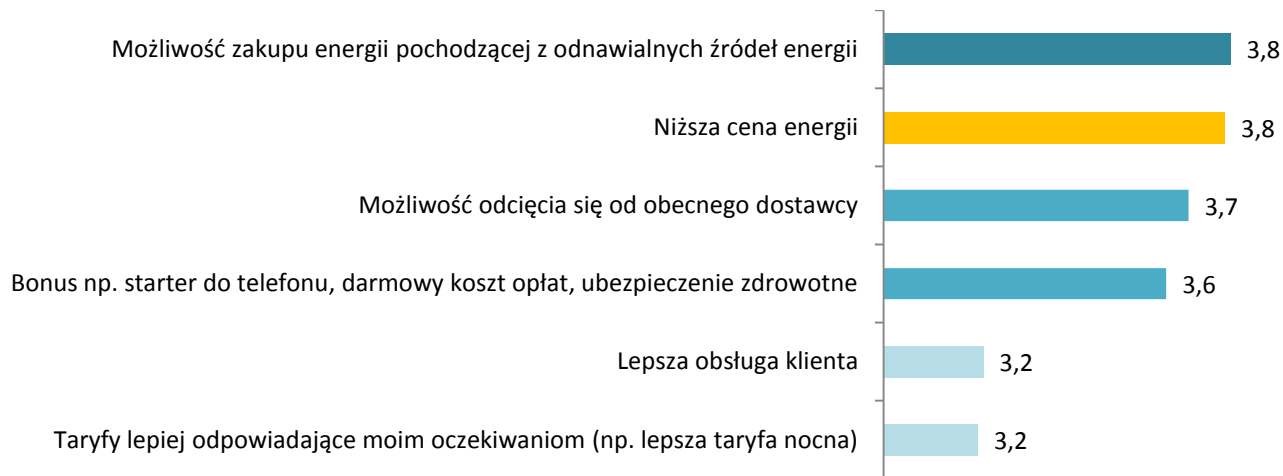 Możliwość zakupu energii pochodzącej z odnawialnych źródeł energii 3,8
Niższa cena energii 3,8
Możliwość odcięcia się od obecnego dostawcy 3,7
Bonus np. starter do telefonu, darmowy koszt opłat, ubezpieczenie zdrowotne 3,6
Lepsza obsługa klienta 3,2
Taryfy lepiej odpowiadające moim oczekiwaniom (np. lepsza taryfa nocna) 3,2